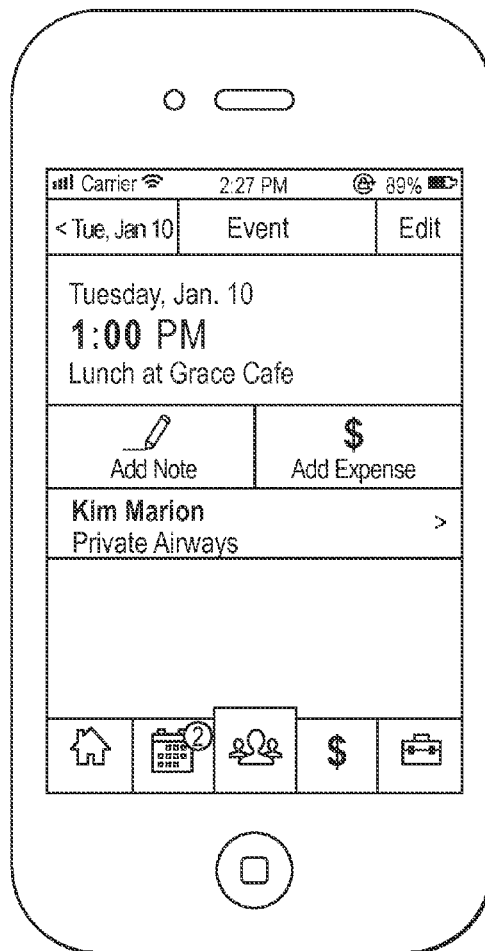 Carrier 2:27 PM 89%
< Tue, Jan 10 Event Edit
Tuesday, Jan. 10
1:00 PM
Lunch at Grace Cafe
$
Add Note Add Expense
Kim Marion >
Private Airways
2 $